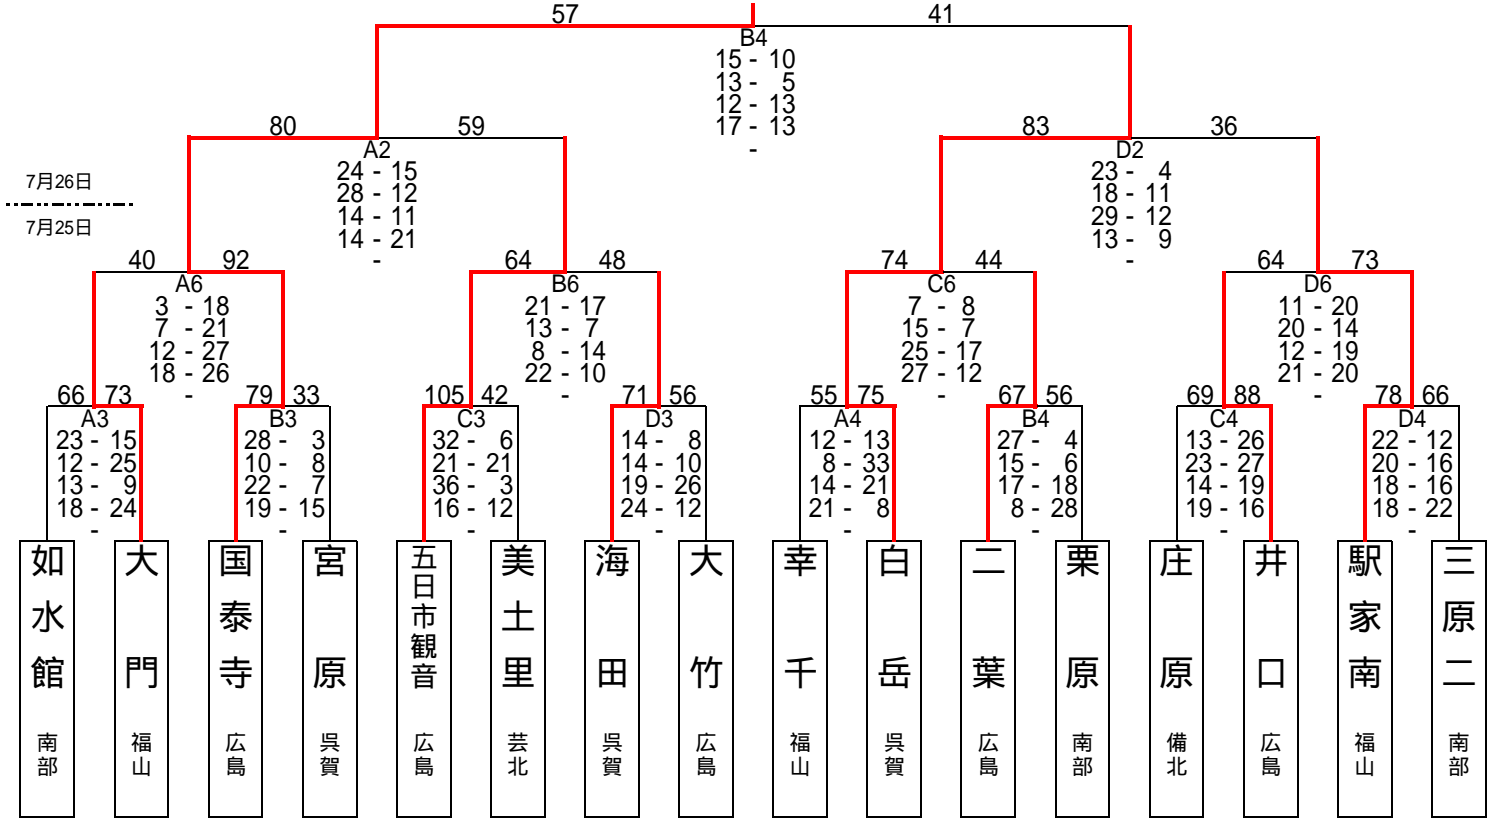 57 41
B4
15 - 10
13 - 5
12 - 13
17 - 13
-
80 59
A2
24 - 15
28 - 12
14 - 11
14 - 21
-
83 36
D2
23 - 4
18 - 11
29 - 12
13 - 9
-
7月26日
7月25日
40 92
A6
3 - 18
7 - 21
12 - 27
18 - 26
-
64 48
B6
21 - 17
13 - 7
8 - 14
22 - 10
-
74 44
C6
7 - 8
15 - 7
25 - 17
27 - 12
-
64 73
D6
11 - 20
20 - 14
12 - 19
21 - 20
-
66 73
A3
23 - 15
12 - 25
13 - 9
18 - 24
-
79 33
B3
28 - 3
10 - 8
22 - 7
19 - 15
-
105 42
C3
32 - 6
21 - 21
36 - 3
16 - 12
-
71 56
D3
14 - 8
14 - 10
19 - 26
24 - 12
-
55 75
A4
12 - 13
8 - 33
14 - 21
21 - 8
-
67 56
B4
27 - 4
15 - 6
17 - 18
8 - 28
-
69 88
C4
13 - 26
23 - 27
14 - 19
19 - 16
-
78 66
D4
22 - 12
20 - 16
18 - 16
18 - 22
-
如水館
南部
大門
福山
国泰寺
広島
宮原
呉賀
五日市観音
広島
美土里
芸北
海田
呉賀
大竹
広島
幸千
福山
白岳
呉賀
二葉
広島
栗原
南部
庄原
備北
井口
広島
駅家南
福山
三原二
南部